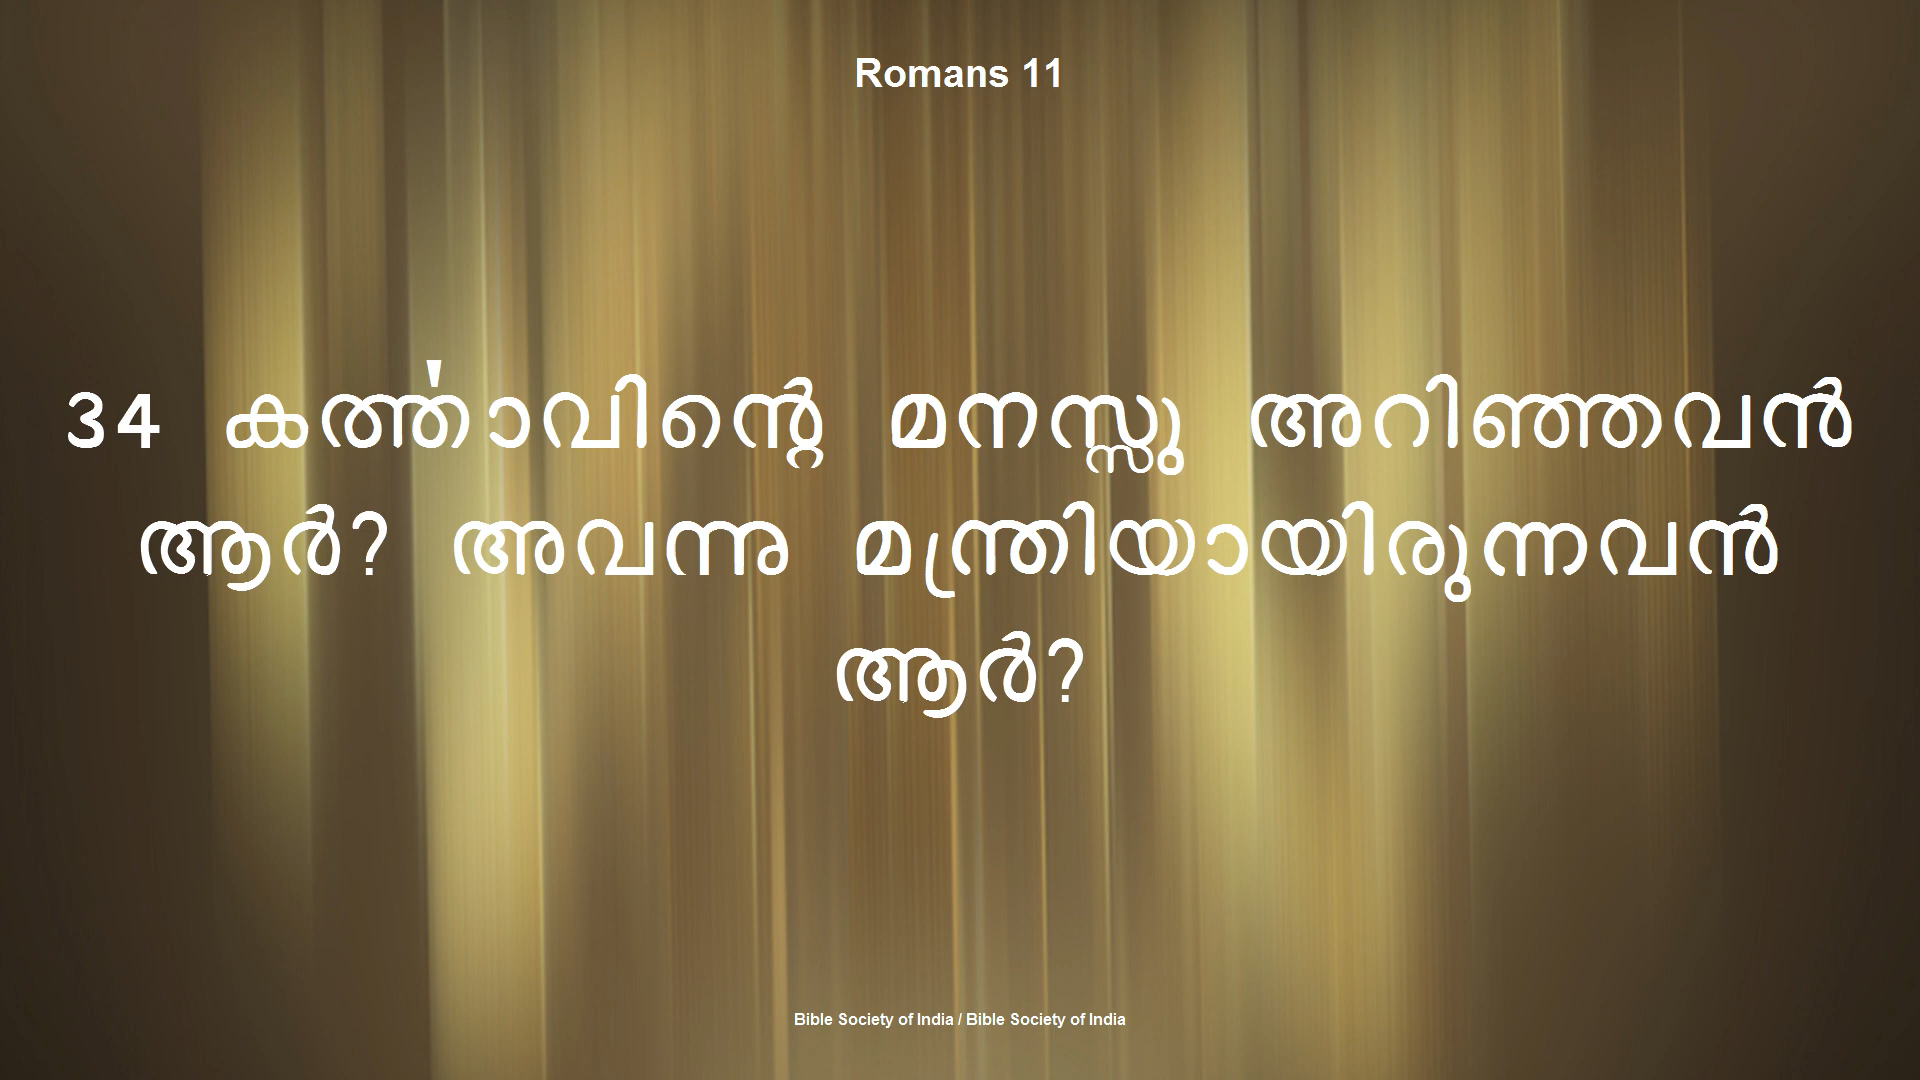 Romans 11
34 കൎത്താവിന്റെ മനസ്സു അറിഞ്ഞവൻ
ആർ? അവന്നു മന്ത്രിയായിരുന്നവൻ
ആർ?
Bible Society of India / Bible Society of India